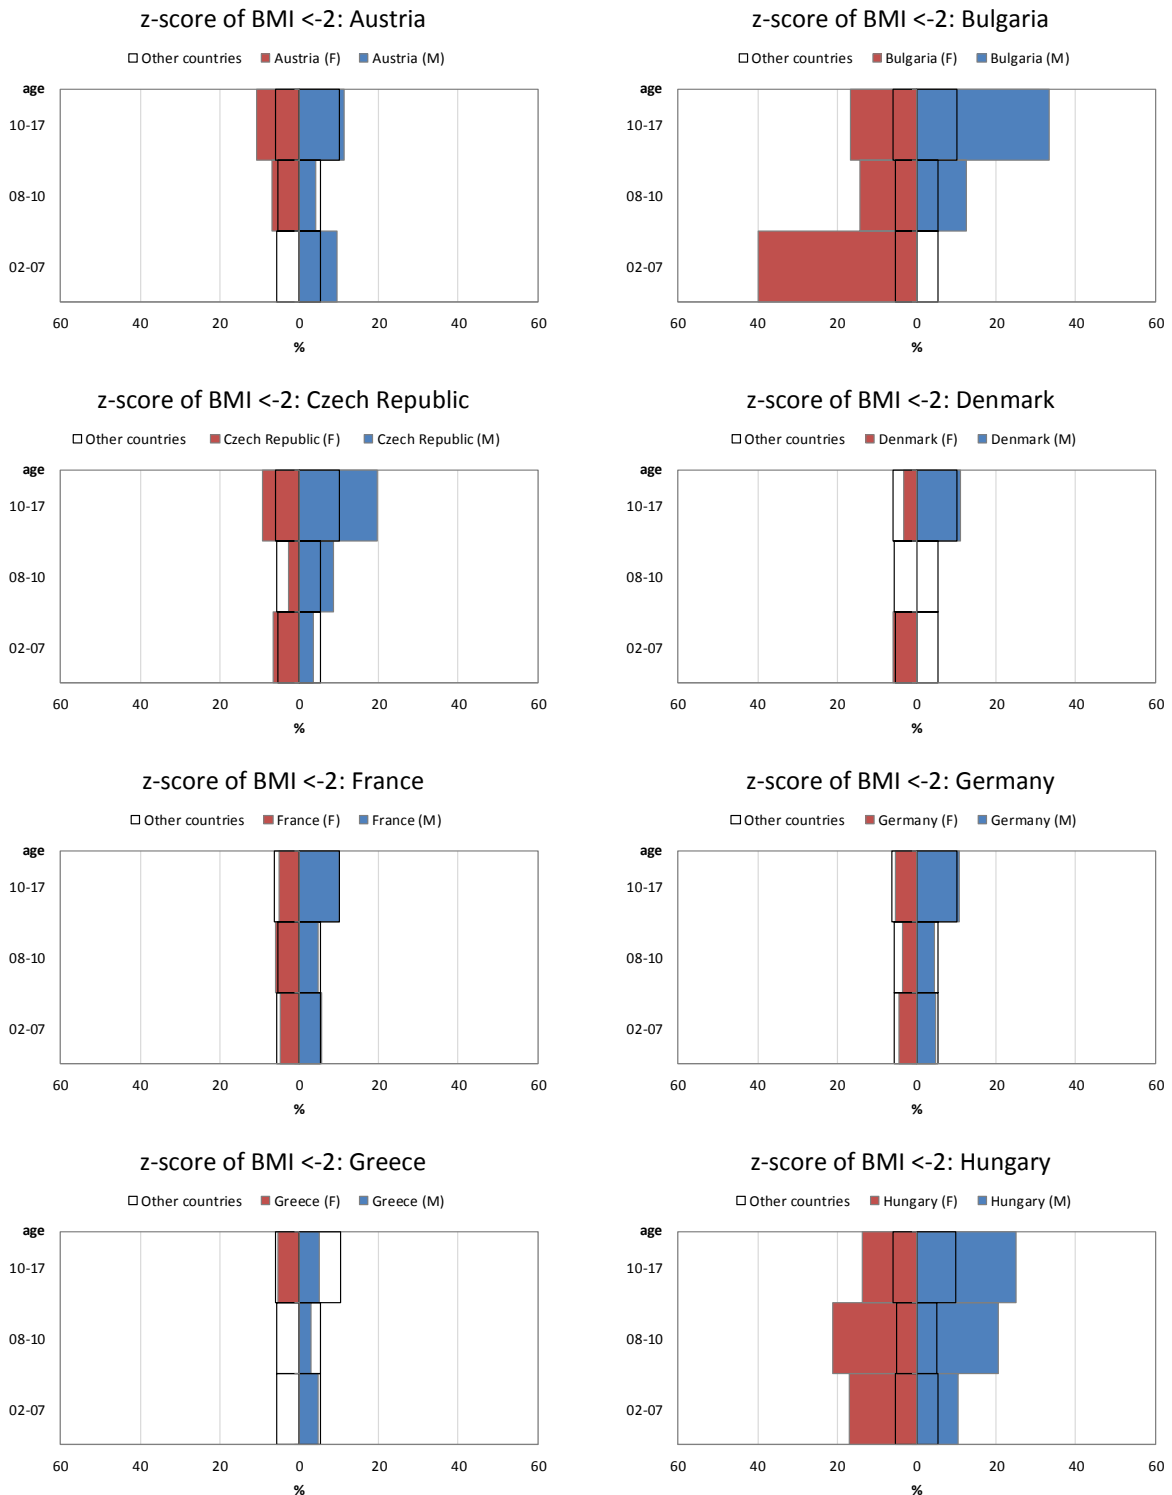 z-score of BMI <-2: Austria
Other countries Austria (F) Austria (M)
age
10-17
08-10
02-07
60 40 20 0 20 40 60
%
z-score of BMI <-2: Bulgaria
Other countries Bulgaria (F) Bulgaria (M)
age
10-17
08-10
02-07
60 40 20 0 20 40 60
%
z-score of BMI <-2: Czech Republic
Other countries Czech Republic (F) Czech Republic (M)
age
10-17
08-10
02-07
60 40 20 0 20 40 60
%
z-score of BMI <-2: Denmark
Other countries Denmark (F) Denmark (M)
age
10-17
08-10
02-07
60 40 20 0 20 40 60
%
z-score of BMI <-2: France
Other countries France (F) France (M)
age
10-17
08-10
02-07
60 40 20 0 20 40 60
%
z-score of BMI <-2: Germany
Other countries Germany (F) Germany (M)
age
10-17
08-10
02-07
60 40 20 0 20 40 60
%
z-score of BMI <-2: Greece
Other countries Greece (F) Greece (M)
age
10-17
08-10
02-07
60 40 20 0 20 40 60
%
z-score of BMI <-2: Hungary
Other countries Hungary (F) Hungary (M)
age
10-17
08-10
02-07
60 40 20 0 20 40 60
%